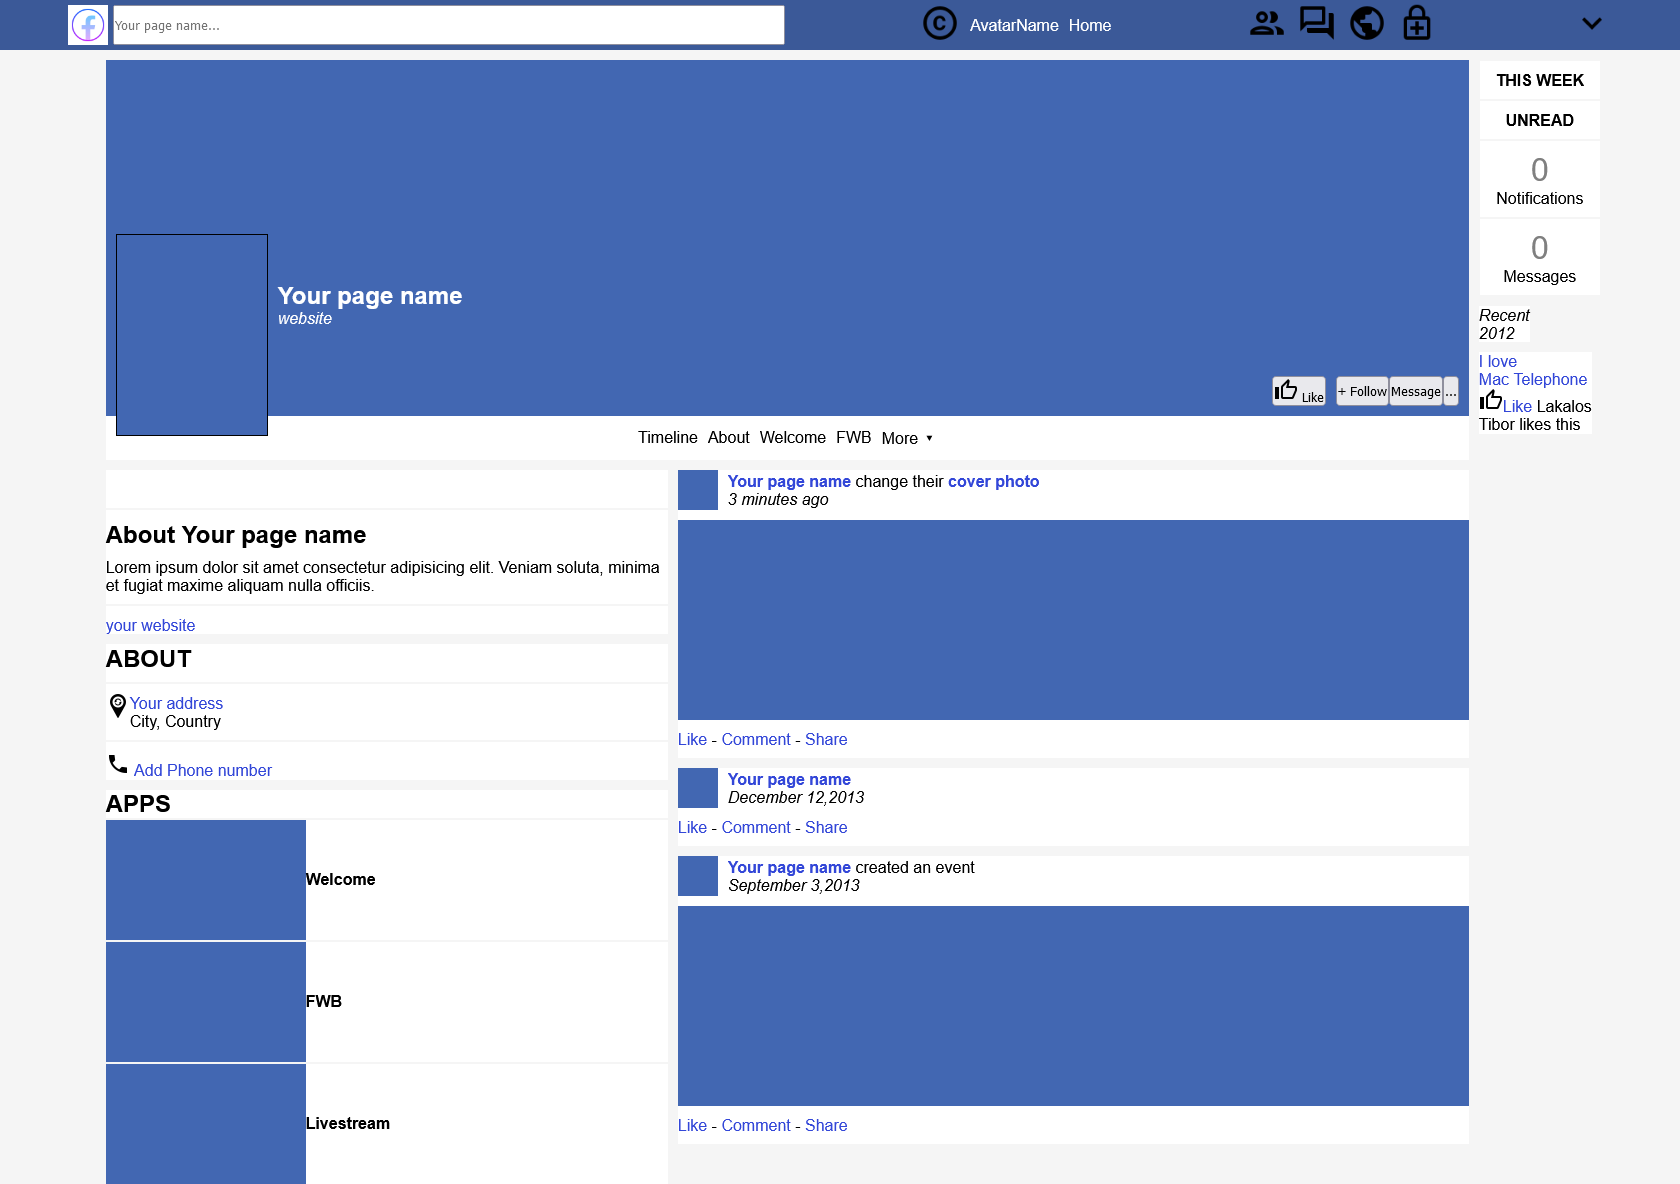 Your page name...
AvatarName Home
Your page name
website
Like + Follow Message ...
Timeline About Welcome FWB More ▾
THIS WEEK
UNREAD
0
Notifications
0
Messages
Recent
2012
I love
Mac Telephone
Like Lakalos
Tibor likes this
About Your page name
Lorem ipsum dolor sit amet consectetur adipisicing elit. Veniam soluta, minima
et fugiat maxime aliquam nulla officiis.
your website
ABOUT
Your address
City, Country
Add Phone number
APPS
Welcome
FWB
Livestream
Your page name change their cover photo
3 minutes ago
Like - Comment - Share
Your page name
December 12,2013
Like - Comment - Share
Your page name created an event
September 3,2013
Like - Comment - Share